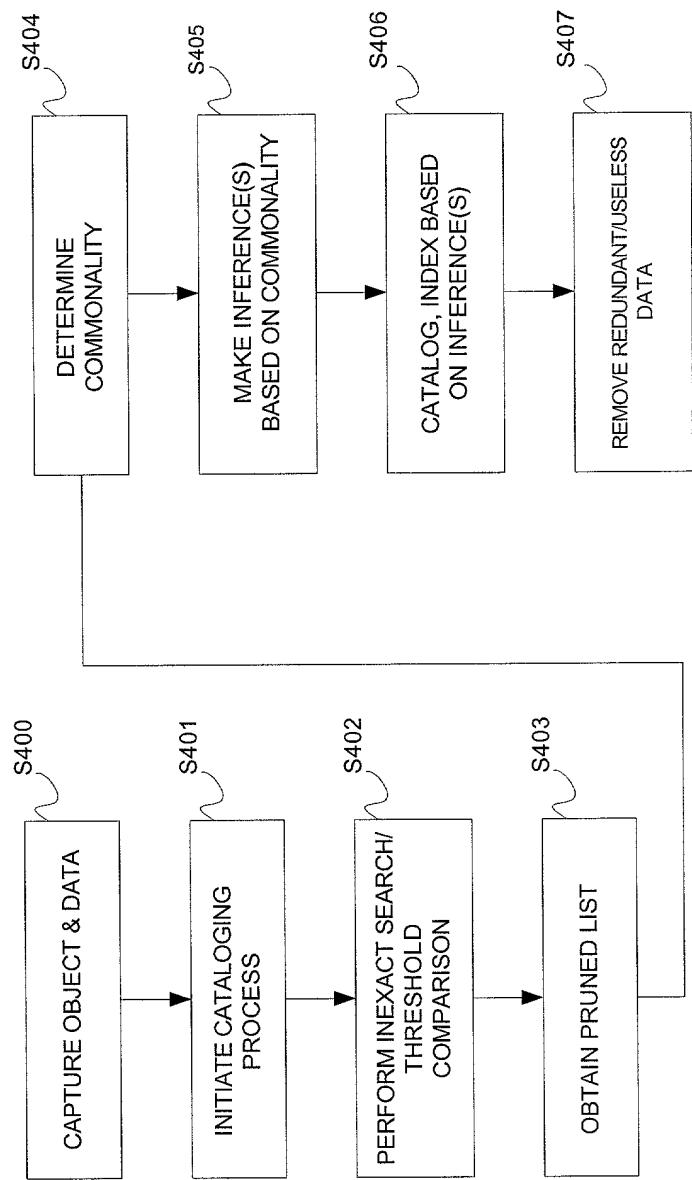 S400
CAPTURE OBJECT & DATA
S401
INITIATE CATALOGING
PROCESS
S402
PERFORM INEXACT SEARCH/
THRESHOLD
COMPARISON
S403
OBTAIN PRUNED LIST
S404
DETERMINE
COMMONALITY
S405
MAKE INFERENCE(S)
BASED ON COMMONALITY
S406
CATALOG, INDEX BASED
ON INFERENCE(S)
S407
REMOVE REDUNDANT/USELESS
DATA